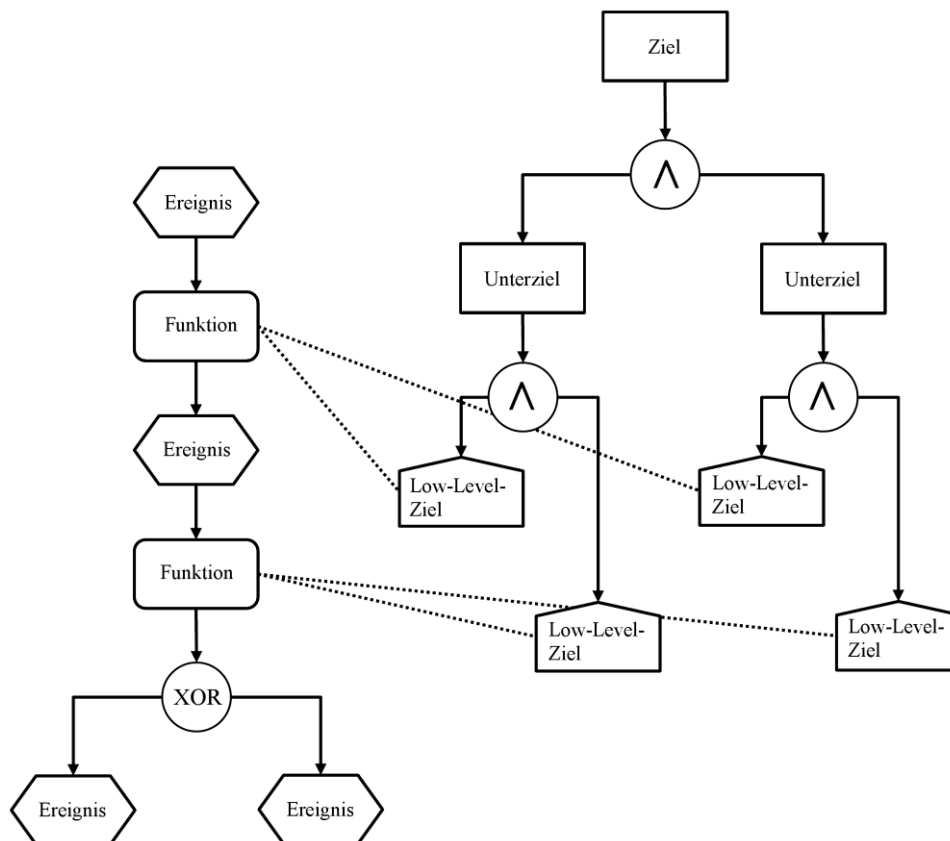 Ziel
∧
Ereignis
Unterziel
Unterziel
Funktion
∧
∧
Ereignis
Low-Level-
Ziel
Low-Level-
Ziel
Funktion
Low-Level-
Ziel
Low-Level-
Ziel
XOR
Ereignis
Ereignis